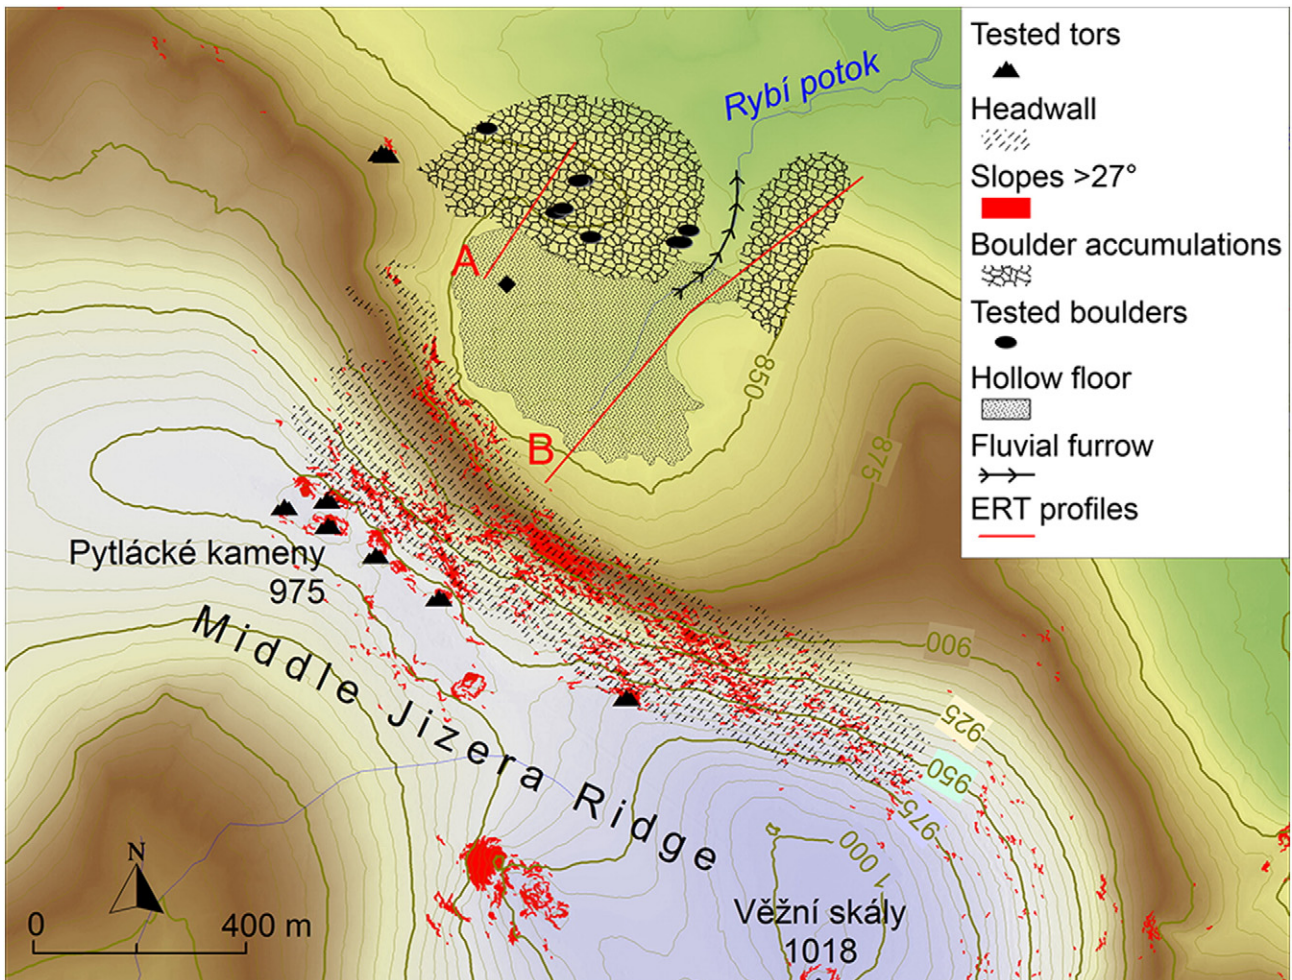 Tested tors
Headwall
Slopes >27°
Boulder accumulations
Tested boulders
Hollow floor
Fluvial furrow
ERT profiles
Rybí potok
A
B
850
875
900
925
950
975
1 000
Pytlácké kameny
975
Middle Jizera Ridge
Věžní skály
1018
N
0 400 m